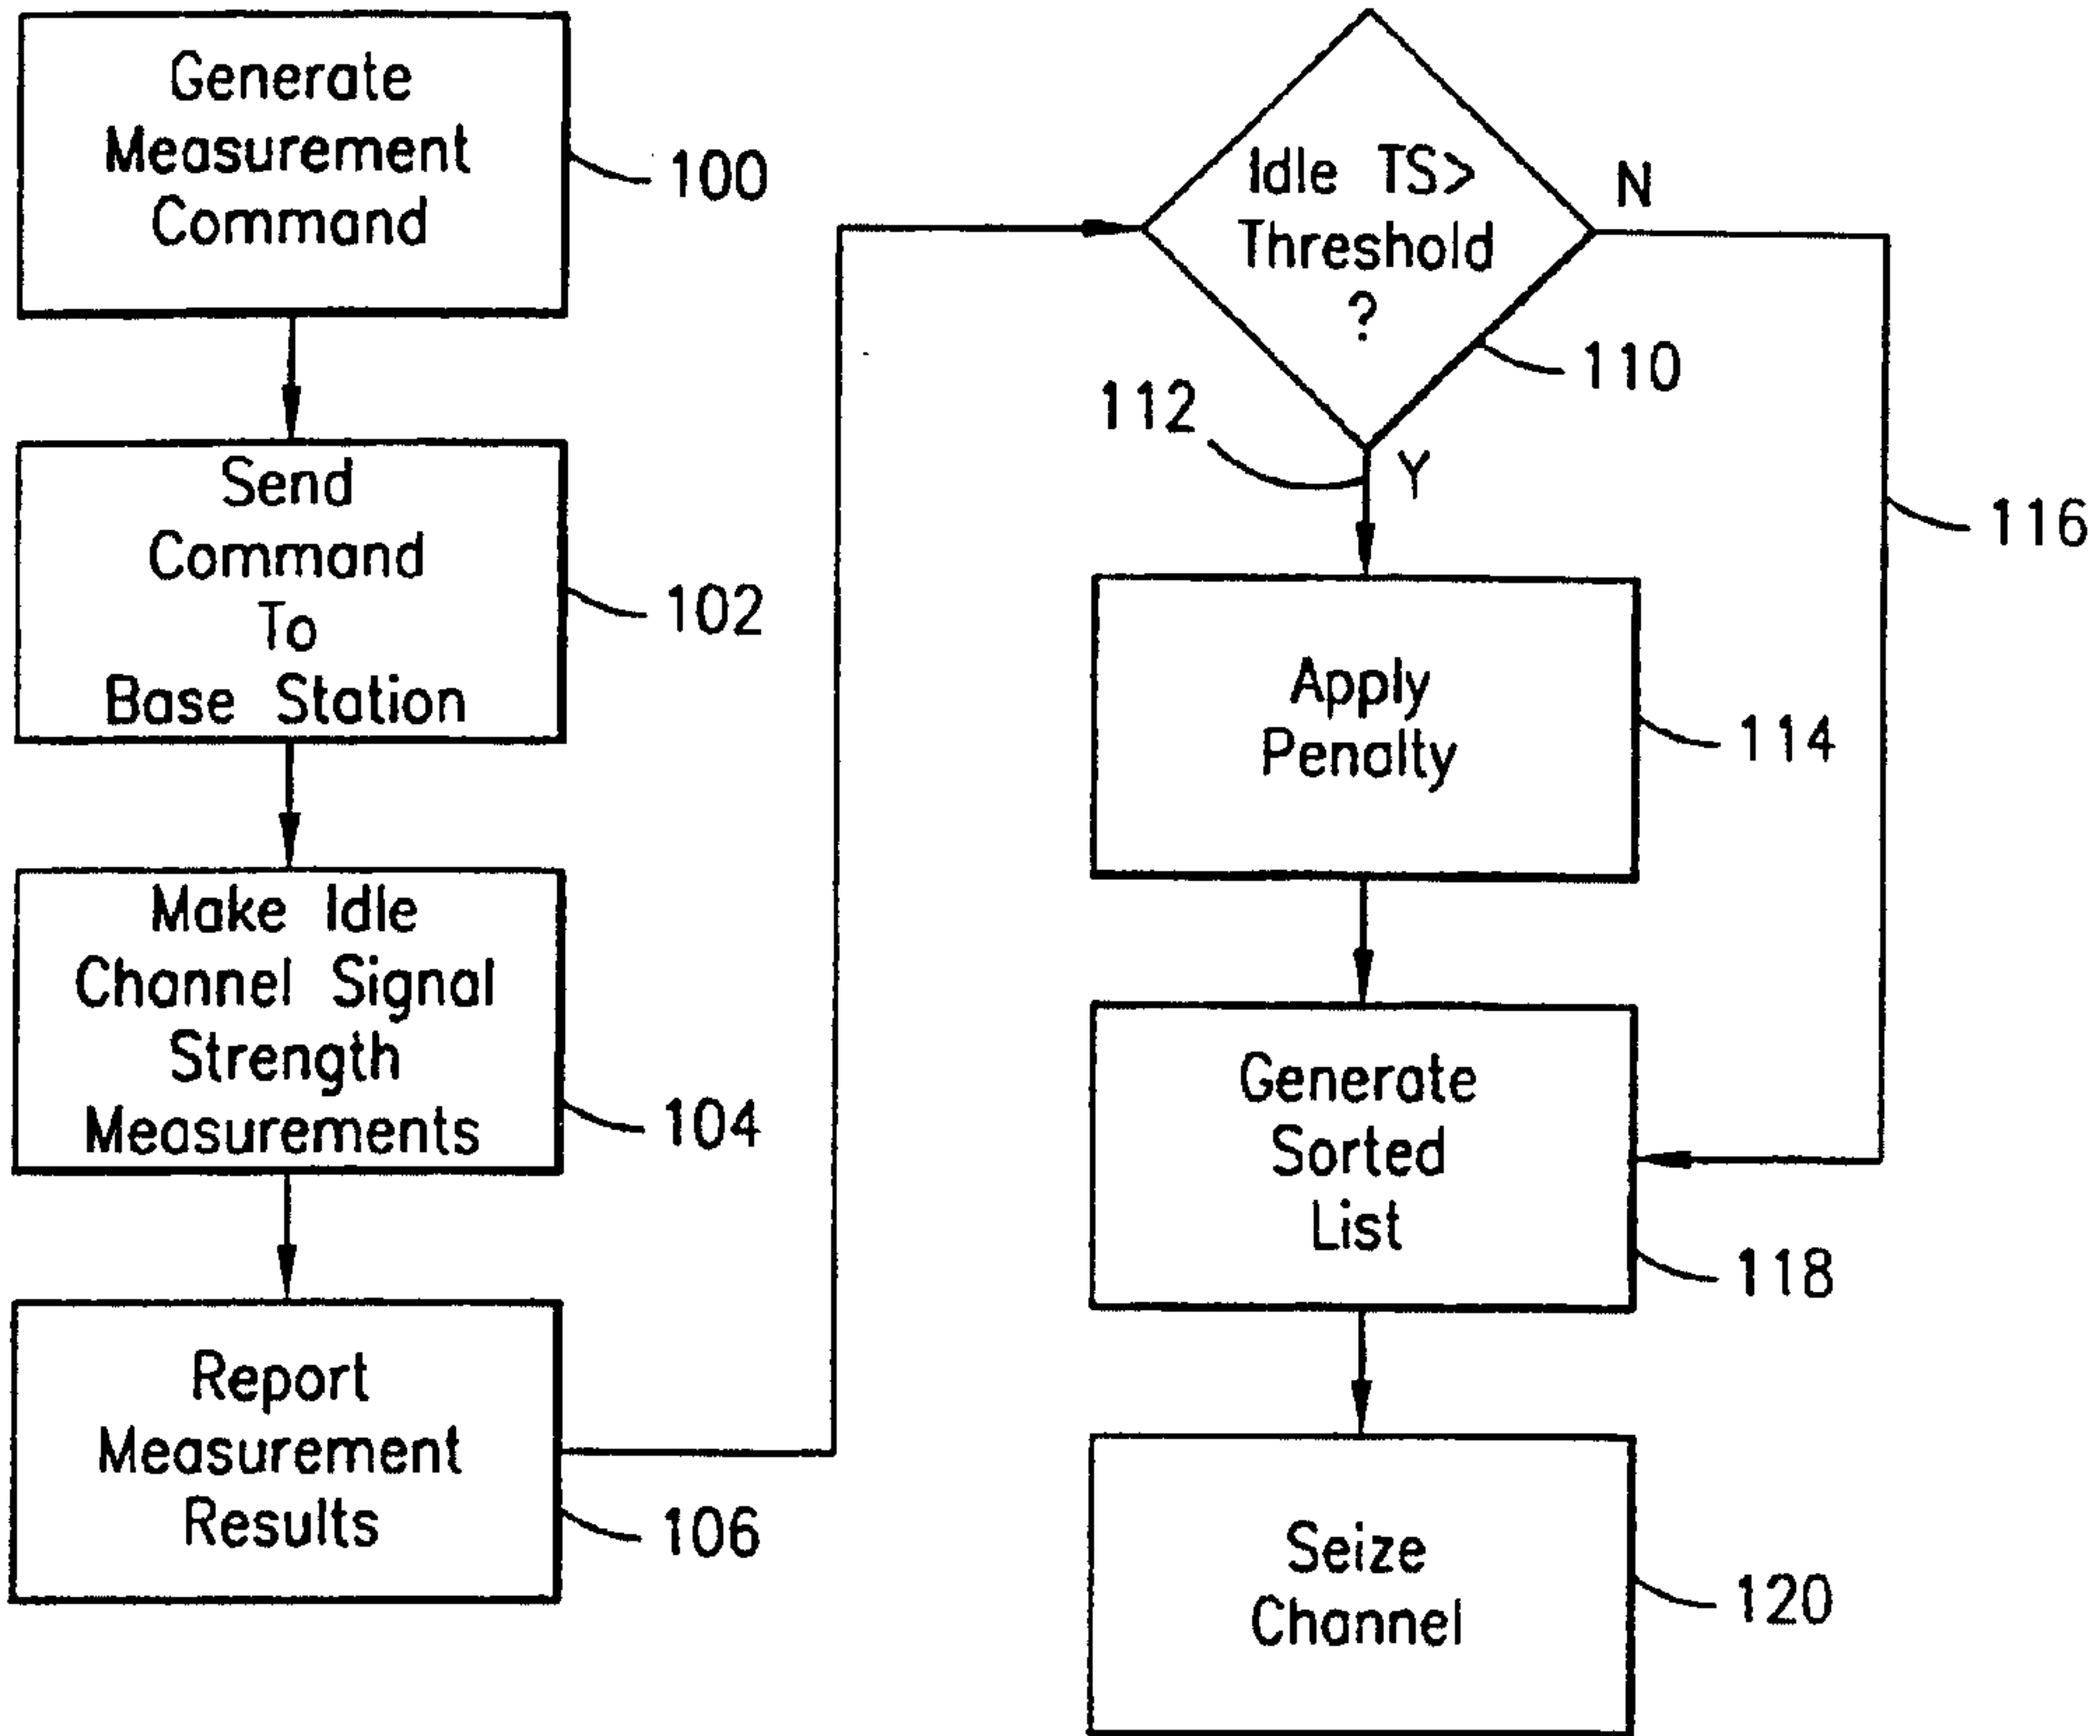 Generate
Measurement
Command
100
Send
Command
To
Base Station
102
Make Idle
Channel Signal
Strength
Measurements
104
Report
Measurement
Results
106
Idle TS>
Threshold
?
N
110
112
Y
116
Apply
Penalty
114
Generate
Sorted
List
118
Seize
Channel
120